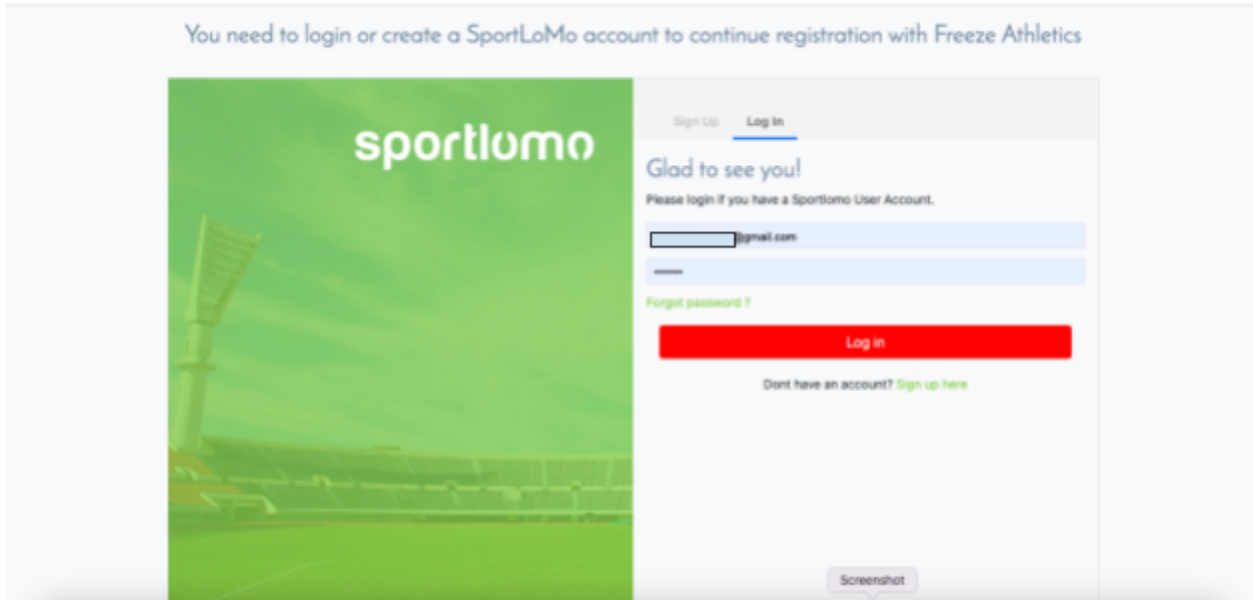 You need to login or create a SportLoMo account to continue registration with Freeze Athletics
sportlomo
Sign Up Log In
Glad to see you!
Please login if you have a Sportlomo User Account.
@gmail.com
Forgot password ?
Log in
Dont have an account? Sign up here
Screenshot